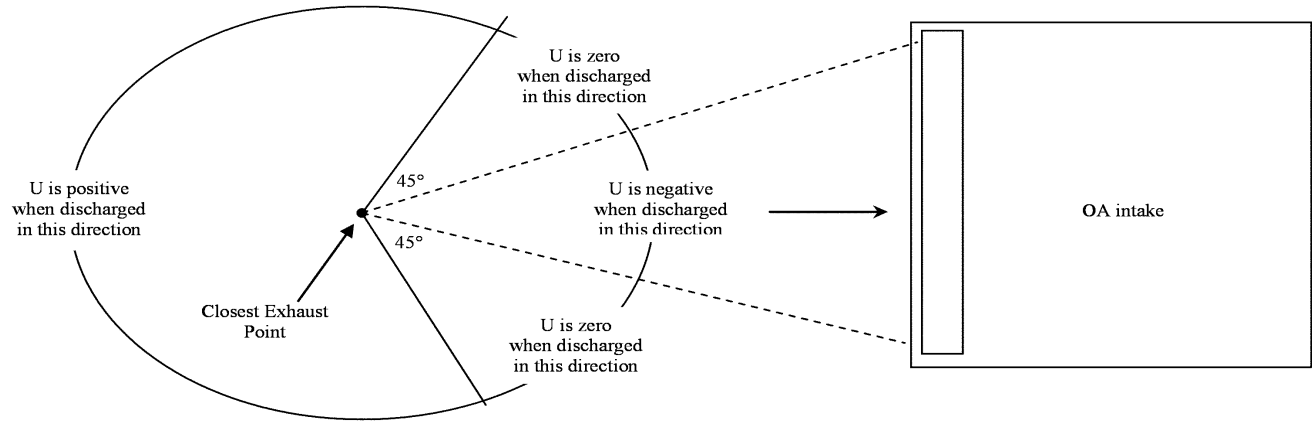 U is zero
when discharged
in this direction
45°
U is positive
when discharged
in this direction
U is negative
when discharged
in this direction
OA intake
45°
Closest Exhaust
Point
U is zero
when discharged
in this direction